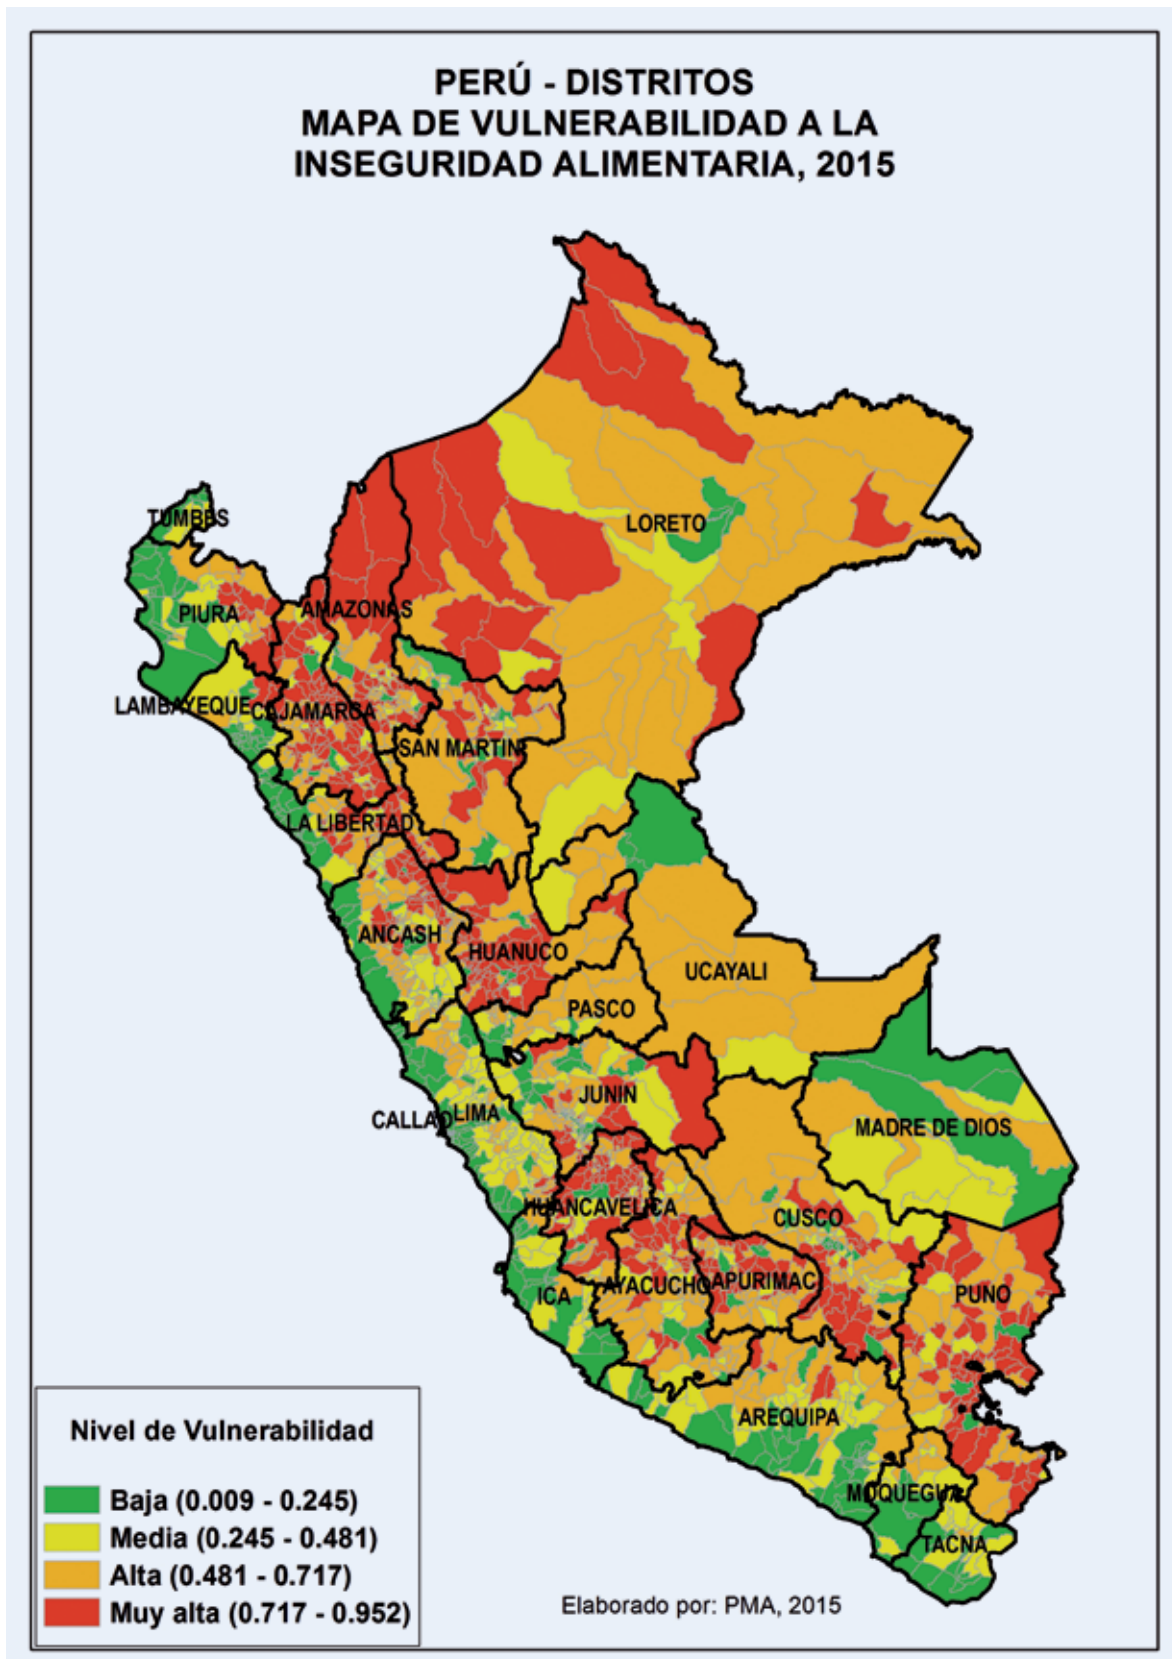 PERÚ - DISTRITOS
MAPA DE VULNERABILIDAD A LA
INSEGURIDAD ALIMENTARIA, 2015
TUMBES
LORETO
PIURA
AMAZONAS
LAMBAYEQUE
CAJAMARCA
SAN MARTIN
LA LIBERTAD
ANCASH
HUANUCO
UCAYALI
PASCO
JUNIN
CALLAO
LIMA
MADRE DE DIOS
HUANCAVELICA
CUSCO
AYACUCHO
APURIMAC
ICA
PUNO
AREQUIPA
MOQUEGUA
TACNA
Nivel de Vulnerabilidad
Baja (0.009 - 0.245)
Media (0.245 - 0.481)
Alta (0.481 - 0.717)
Muy alta (0.717 - 0.952)
Elaborado por: PMA, 2015